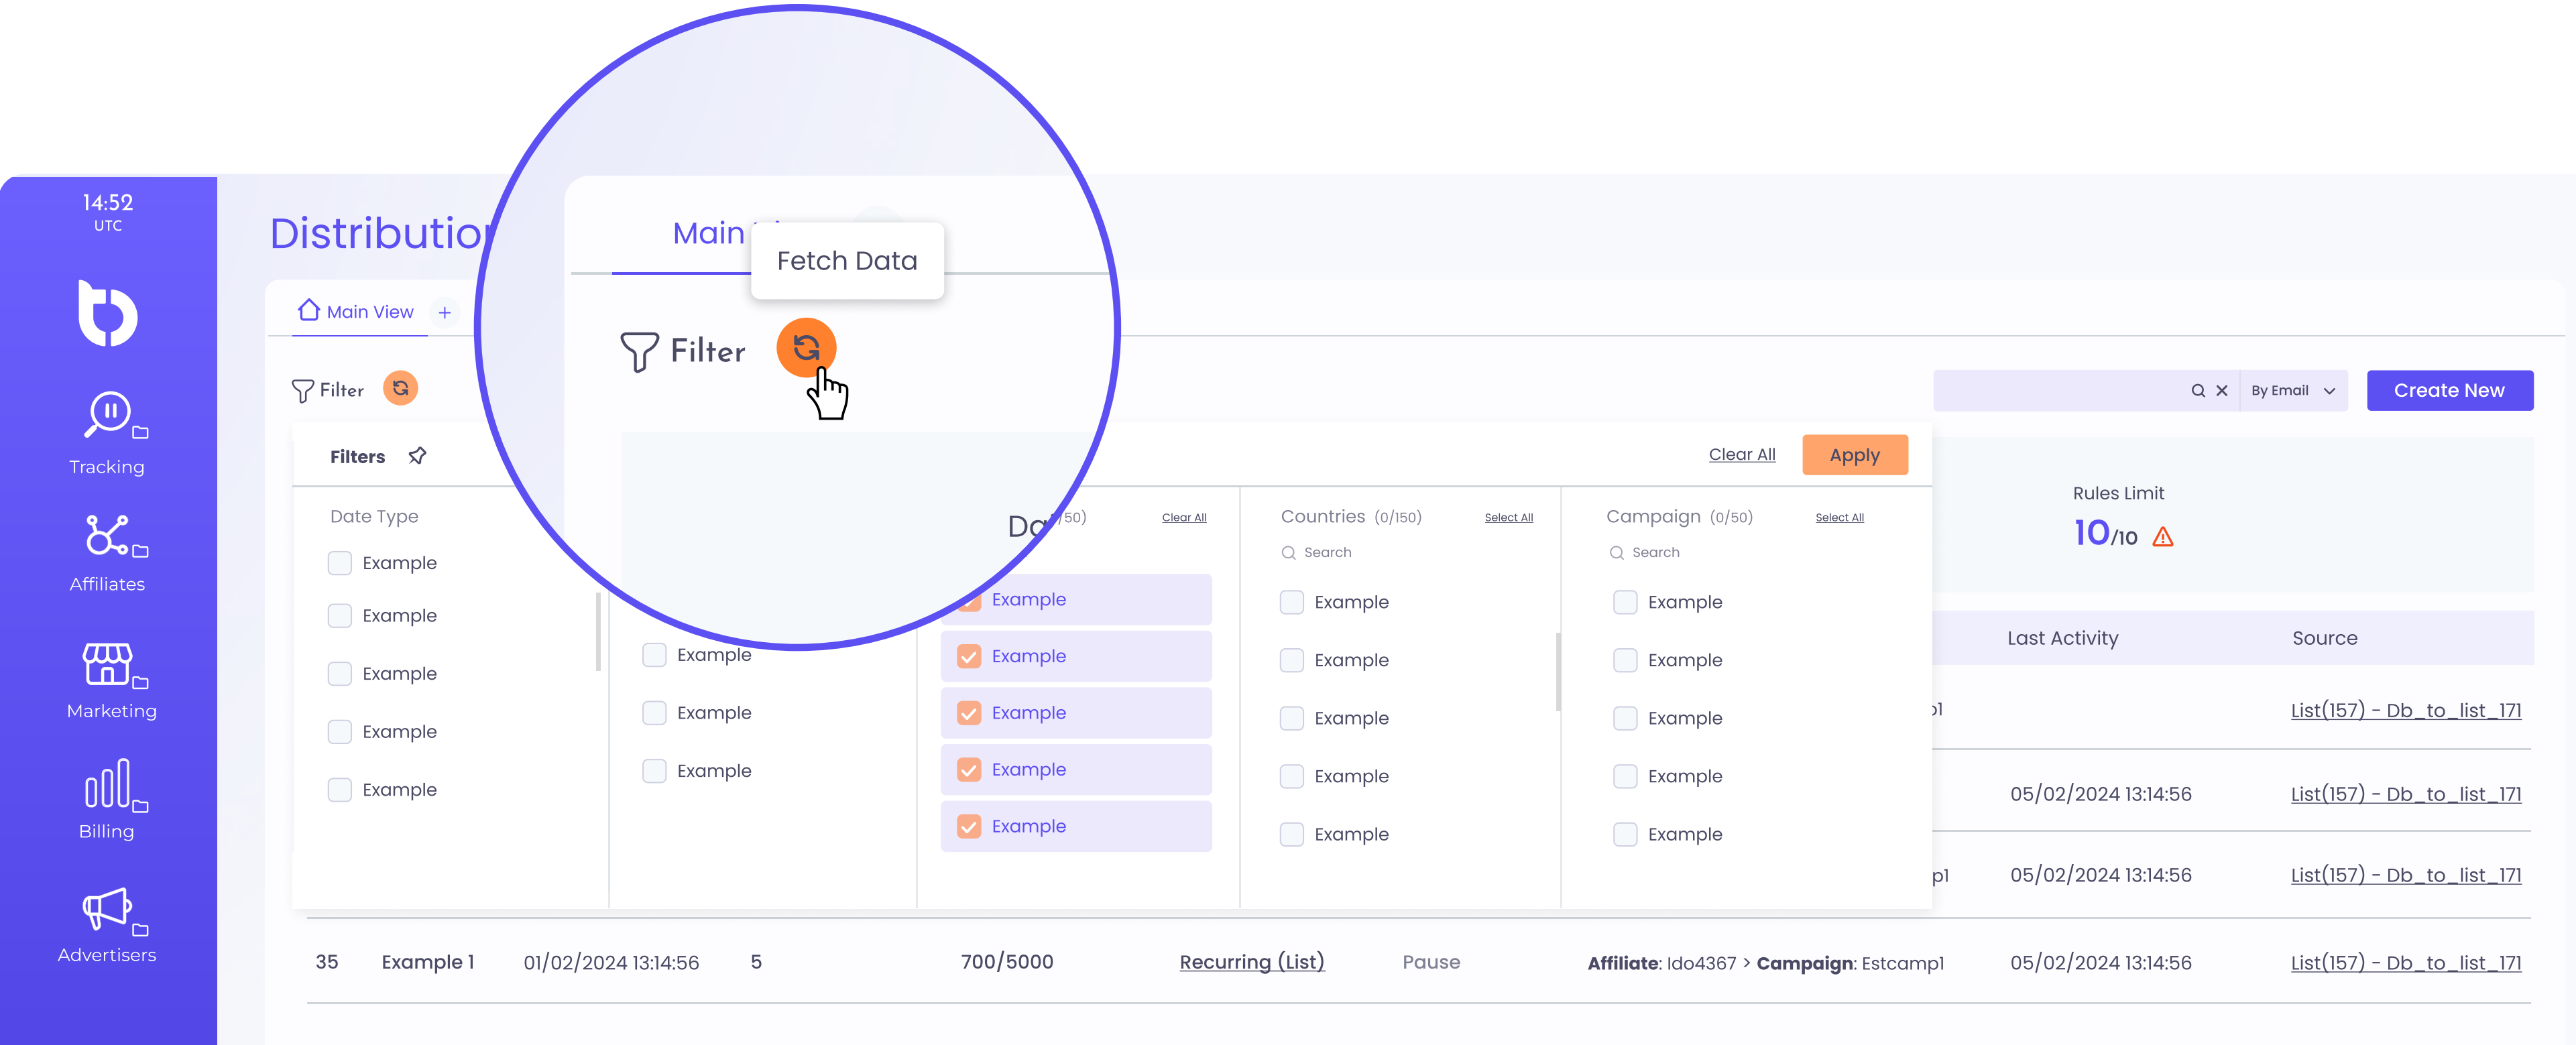 14:52
UTC
Tracking
Affiliates
Marketing
Billing
Advertisers
Main View +
Filter
Main
Fetch Data
Filter
By Email
Create New
Filters
Clear All
Apply
Date Type
Example
Example
Example
Example
Example
Example
Example
Example
/50)
Clear All
Example
Example
Example
Example
Example
Countries (0/150)
Select All
Search
Example
Example
Example
Example
Example
Campaign (0/50)
Select All
Search
Example
Example
Example
Example
Example
Rules Limit
10/10
Last Activity Source
List(157) - Db_to_list_171
05/02/2024 13:14:56 List(157) - Db_to_list_171
p1 05/02/2024 13:14:56 List(157) - Db_to_list_171
35 Example 1 01/02/2024 13:14:56 5 700/5000 Recurring (List) Pause Affiliate: Ido4367 > Campaign: Estcamp1 05/02/2024 13:14:56 List(157) - Db_to_list_171